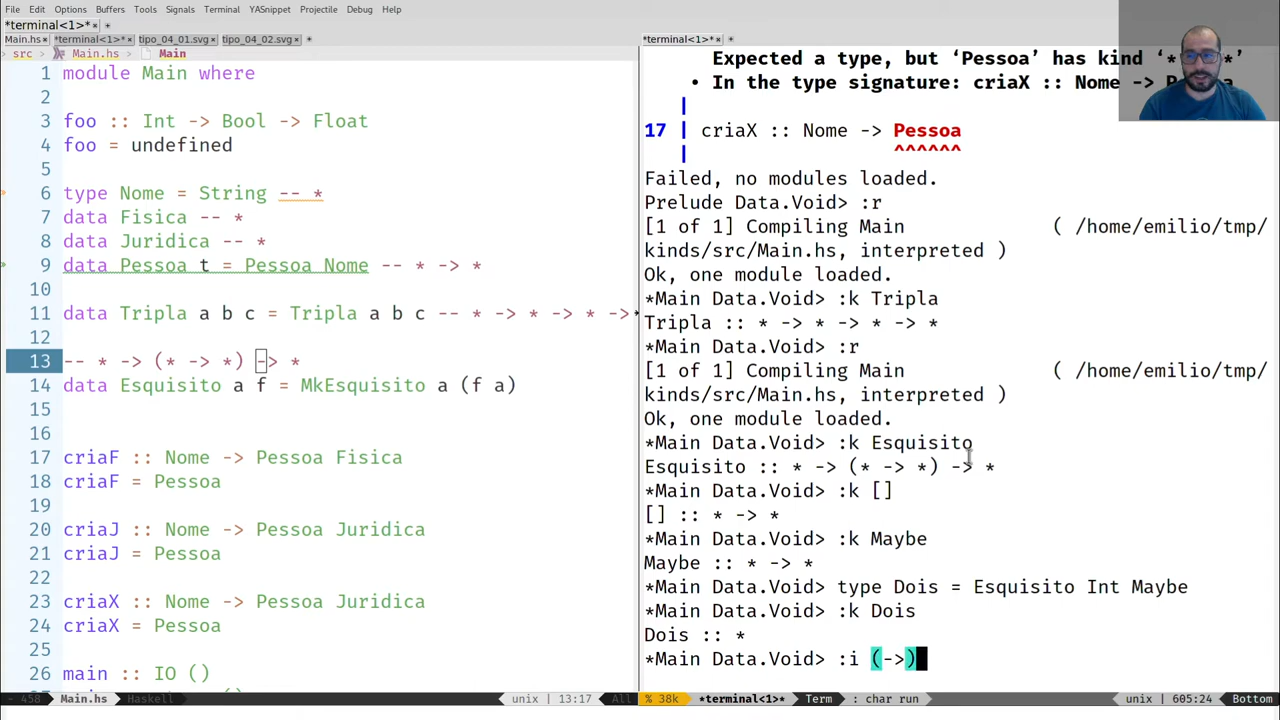 File Edit Options Buffers Tools Signals Terminal YASnippet Projectile Debug Help
*terminal<1>*
Main.hs *terminal<1>* tipo_04_01.svg tipo_04_02.svg
src Main.hs Main
1 module Main where
2
3 foo :: Int -> Bool -> Float
4 foo = undefined
5
6 type Nome = String -- *
7 data Fisica -- *
8 data Juridica -- *
9 data Pessoa t = Pessoa Nome -- * -> *
10
11 data Tripla a b c = Tripla a b c -- * -> * -> * ->
12
13 -- * -> (* -> *) -> *
14 data Esquisito a f = MkEsquisito a (f a)
15
16
17 criaF :: Nome -> Pessoa Fisica
18 criaF = Pessoa
19
20 criaJ :: Nome -> Pessoa Juridica
21 criaJ = Pessoa
22
23 criaX :: Nome -> Pessoa Juridica
24 criaX = Pessoa
25
26 main :: IO ()
- 458 Main.hs Haskell unix | 13:17 All
*terminal<1>*
Expected a type, but ‘Pessoa’ has kind ‘* *’
• In the type signature: criaX :: Nome ->
|
17 | criaX :: Nome -> Pessoa
| ^^^^^^
Failed, no modules loaded.
Prelude Data.Void> :r
[1 of 1] Compiling Main ( /home/emilio/tmp/
kinds/src/Main.hs, interpreted )
Ok, one module loaded.
*Main Data.Void> :k Tripla
Tripla :: * -> * -> * -> *
*Main Data.Void> :r
[1 of 1] Compiling Main ( /home/emilio/tmp/
kinds/src/Main.hs, interpreted )
Ok, one module loaded.
*Main Data.Void> :k Esquisito
Esquisito :: * -> (* -> *) -> *
*Main Data.Void> :k []
[] :: * -> *
*Main Data.Void> :k Maybe
Maybe :: * -> *
*Main Data.Void> type Dois = Esquisito Int Maybe
*Main Data.Void> :k Dois
Dois :: *
*Main Data.Void> :i (->)
% 38k *terminal<1>* Term : char run unix | 605:24 Bottom